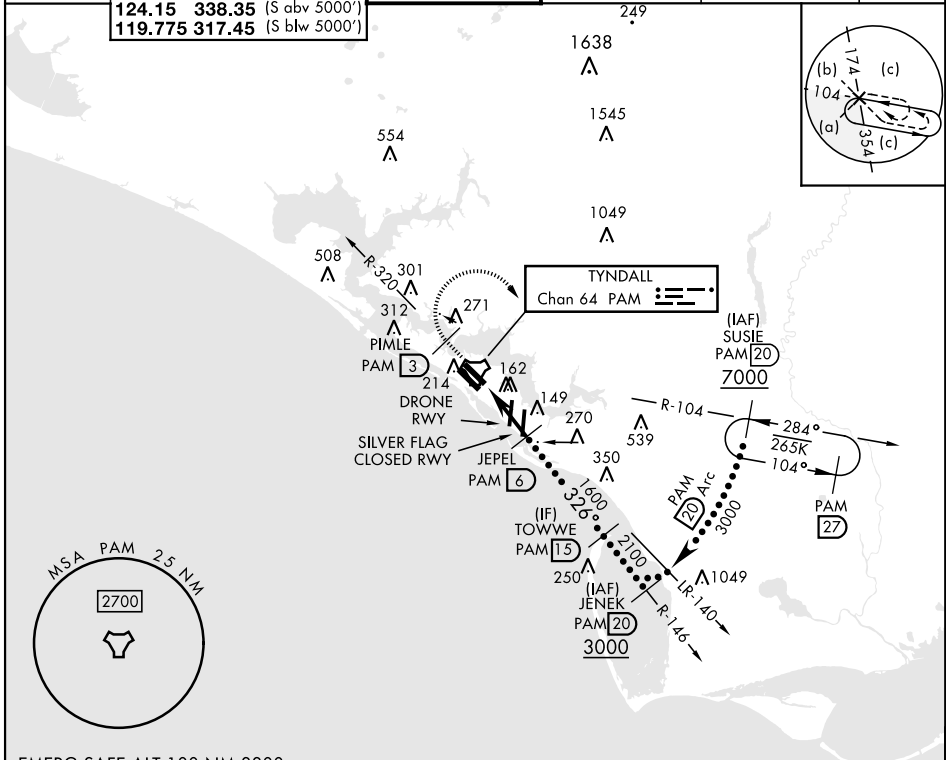 124.15 338.35 (S abv 5000')
119.775 317.45 (S blw 5000')
249
1638
1545
554
1049
174
(b)
(c)
104
(a)
(c)
354
508
R-320
301
312
271
TYNDALL
Chan 64 PAM
PIMLE
PAM 3
214
162
149
DRONE
RWY
270
SILVER FLAG
CLOSED RWY
JEPEL
PAM 6
350
539
(IAF)
SUSIE
PAM 20
7000
R-104
284°
265K
104°
PAM
27
PAM
20 Arc
3000
1600
326°
(IF)
TOWWE
PAM 15
2100
250
1049
(IAF)
JENEK
PAM 20
3000
LR-140
R-146
MSA PAM 25 NM
2700
EMERG SAFE ALT 100 NM